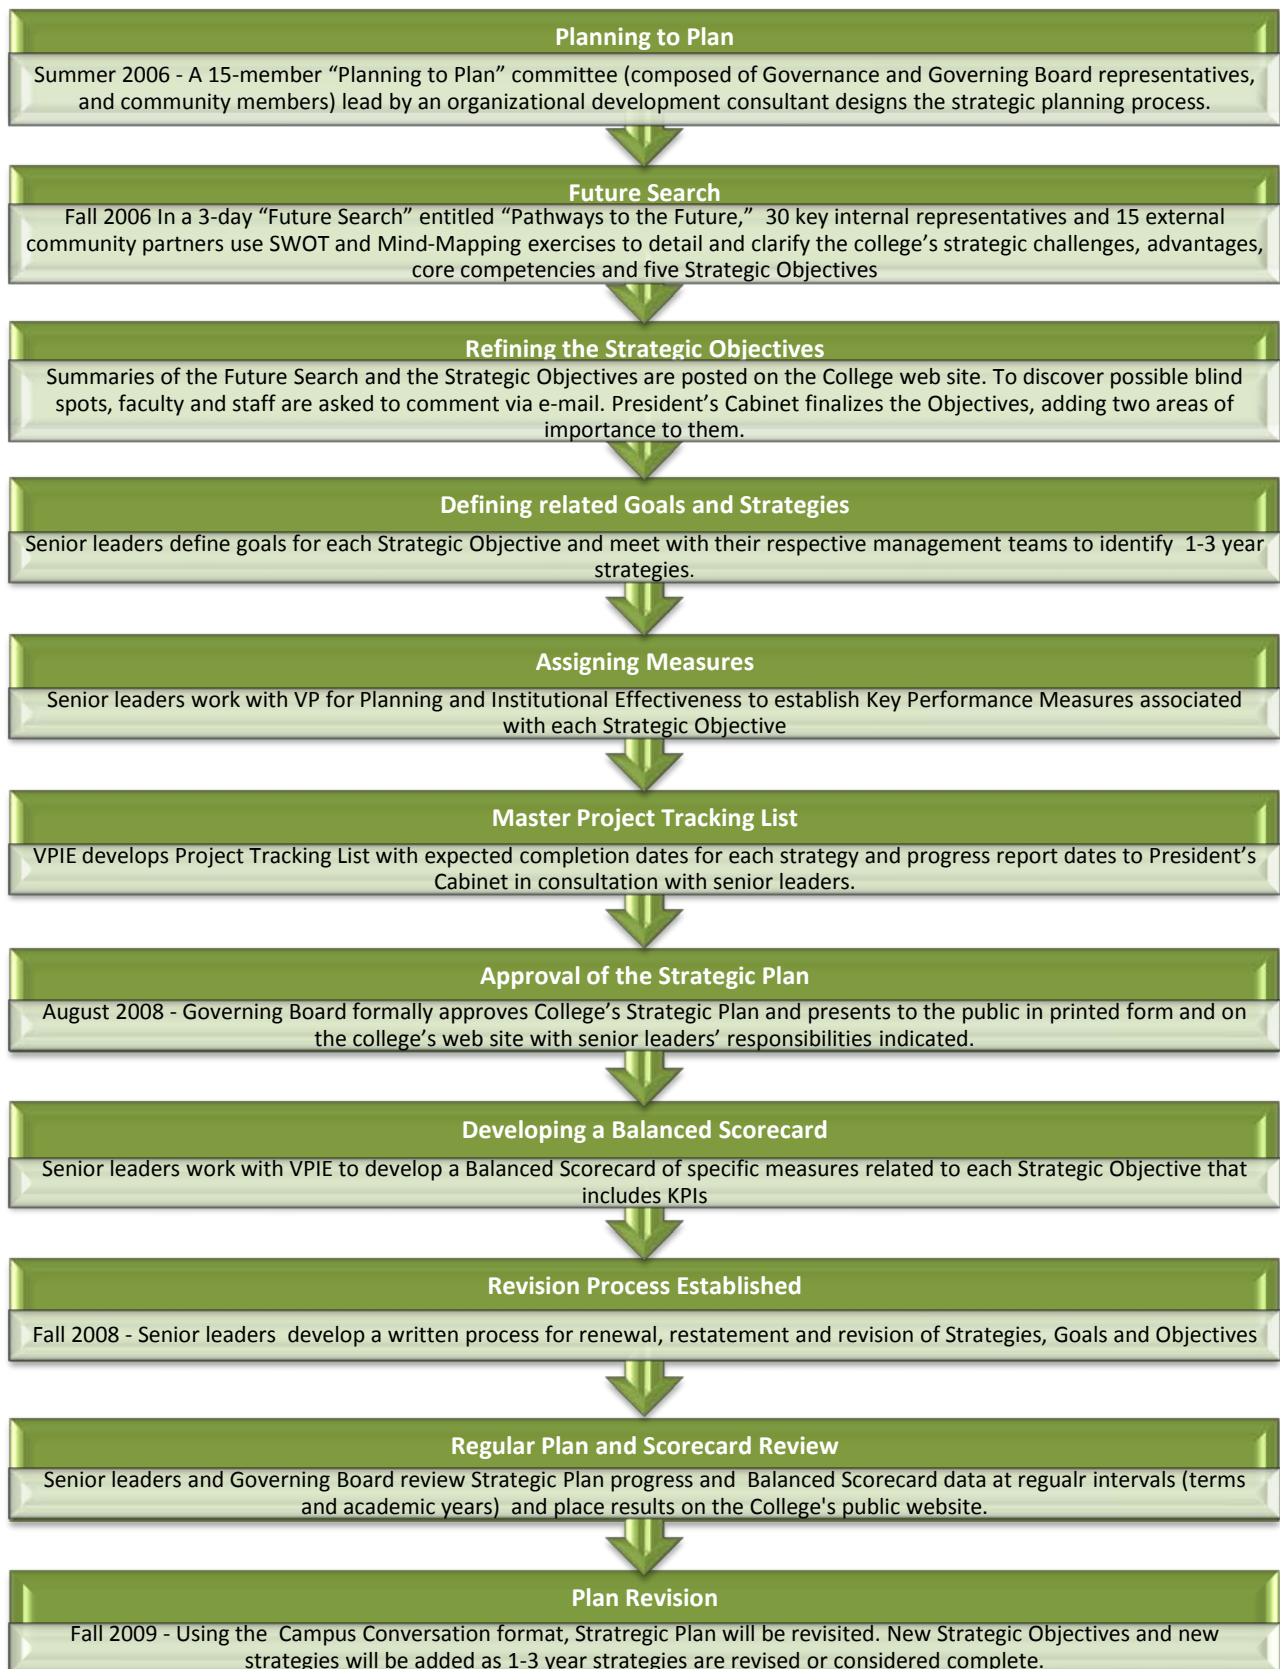 Planning to Plan
Summer 2006 - A 15-member “Planning to Plan” committee (composed of Governance and Governing Board representatives,
and community members) lead by an organizational development consultant designs the strategic planning process.
Future Search
Fall 2006 In a 3-day “Future Search” entitled “Pathways to the Future,” 30 key internal representatives and 15 external
community partners use SWOT and Mind-Mapping exercises to detail and clarify the college’s strategic challenges, advantages,
core competencies and five Strategic Objectives
Refining the Strategic Objectives
Summaries of the Future Search and the Strategic Objectives are posted on the College web site. To discover possible blind
spots, faculty and staff are asked to comment via e-mail. President’s Cabinet finalizes the Objectives, adding two areas of
importance to them.
Defining related Goals and Strategies
Senior leaders define goals for each Strategic Objective and meet with their respective management teams to identify 1-3 year
strategies.
Assigning Measures
Senior leaders work with VP for Planning and Institutional Effectiveness to establish Key Performance Measures associated
with each Strategic Objective
Master Project Tracking List
VPIE develops Project Tracking List with expected completion dates for each strategy and progress report dates to President’s
Cabinet in consultation with senior leaders.
Approval of the Strategic Plan
August 2008 - Governing Board formally approves College’s Strategic Plan and presents to the public in printed form and on
the college’s web site with senior leaders’ responsibilities indicated.
Developing a Balanced Scorecard
Senior leaders work with VPIE to develop a Balanced Scorecard of specific measures related to each Strategic Objective that
includes KPIs
Revision Process Established
Fall 2008 - Senior leaders develop a written process for renewal, restatement and revision of Strategies, Goals and Objectives
Regular Plan and Scorecard Review
Senior leaders and Governing Board review Strategic Plan progress and Balanced Scorecard data at regualr intervals (terms
and academic years) and place results on the College's public website.
Plan Revision
Fall 2009 - Using the Campus Conversation format, Stratregic Plan will be revisited. New Strategic Objectives and new
strategies will be added as 1-3 year strategies are revised or considered complete.